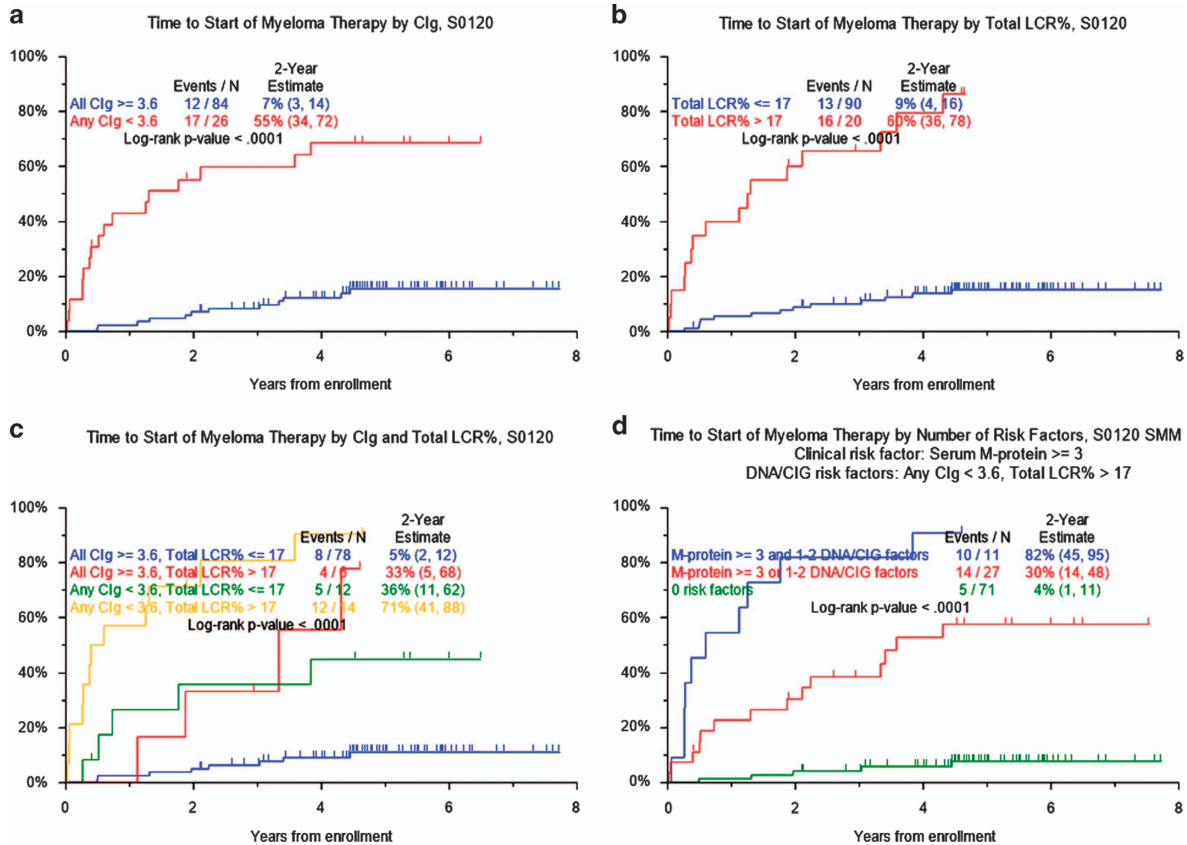 a
Time to Start of Myeloma Therapy by CIg, S0120
100%
80%
60%
40%
20%
0%
2-Year
Events / N Estimate
All CIg >= 3.6 12 / 84 7% (3, 14)
Any CIg < 3.6 17 / 26 55% (34, 72)
Log-rank p-value < .0001
0 2 4 6 8
Years from enrollment
b
Time to Start of Myeloma Therapy by Total LCR%, S0120
100%
80%
60%
40%
20%
0%
2-Year
Events / N Estimate
Total LCR% <= 17 13 / 90 9% (4, 16)
Total LCR% > 17 16 / 20 60% (36, 78)
Log-rank p-value < .0001
0 2 4 6 8
Years from enrollment
c
Time to Start of Myeloma Therapy by CIg and Total LCR%, S0120
100%
80%
60%
40%
20%
0%
2-Year
Events / N Estimate
All CIg >= 3.6, Total LCR% <= 17 8 / 78 5% (2, 12)
All CIg >= 3.6, Total LCR% > 17 4 / 6 33% (5, 68)
Any CIg < 3.6, Total LCR% <= 17 5 / 12 36% (11, 62)
Any CIg < 3.6, Total LCR% > 17 12 / 14 71% (41, 88)
Log-rank p-value < .0001
0 2 4 6 8
Years from enrollment
d
Time to Start of Myeloma Therapy by Number of Risk Factors, S0120 SMM
Clinical risk factor: Serum M-protein >= 3
DNA/CIG risk factors: Any CIg < 3.6, Total LCR% > 17
100%
80%
60%
40%
20%
0%
2-Year
Events / N Estimate
M-protein >= 3 and 1-2 DNA/CIG factors 10 / 11 82% (45, 95)
M-protein >= 3 or 1-2 DNA/CIG factors 14 / 27 30% (14, 48)
0 risk factors 5 / 71 4% (1, 11)
Log-rank p-value < .0001
0 2 4 6 8
Years from enrollment